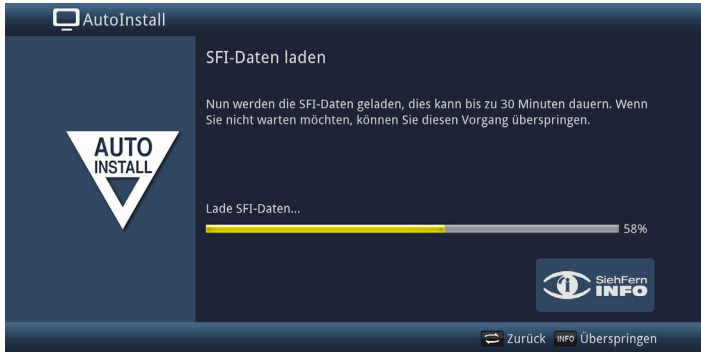 AutoInstall
SFI-Daten laden
Nun werden die SFI-Daten geladen, dies kann bis zu 30 Minuten dauern. Wenn
Sie nicht warten möchten, können Sie diesen Vorgang überspringen.
AUTO
INSTALL
Lade SFI-Daten...
58%
SiehFern
INFO
Zurück INFO Überspringen